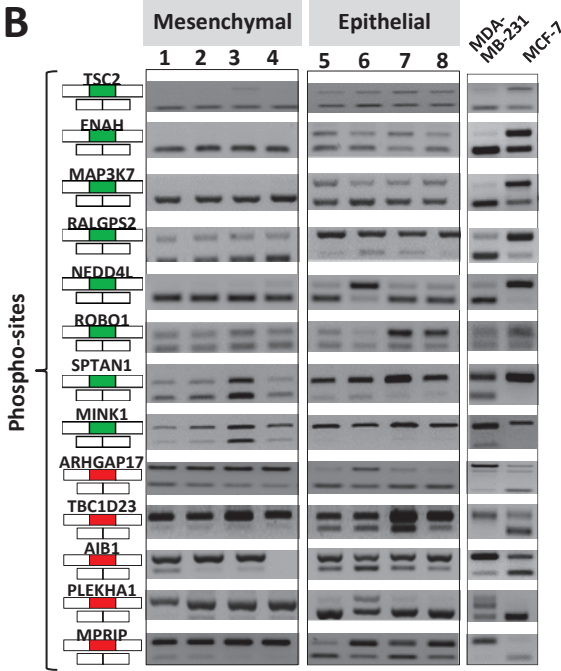 B
Mesenchymal
Epithelial
MDA-MB-231
MCF-7
1 2 3 4
5 6 7 8
Phospho-sites
TSC2
ENAH
MAP3K7
RALGPS2
NEDD4L
ROBO1
SPTAN1
MINK1
ARHGAP17
TBC1D23
AIB1
PLEKHA1
MPRIP